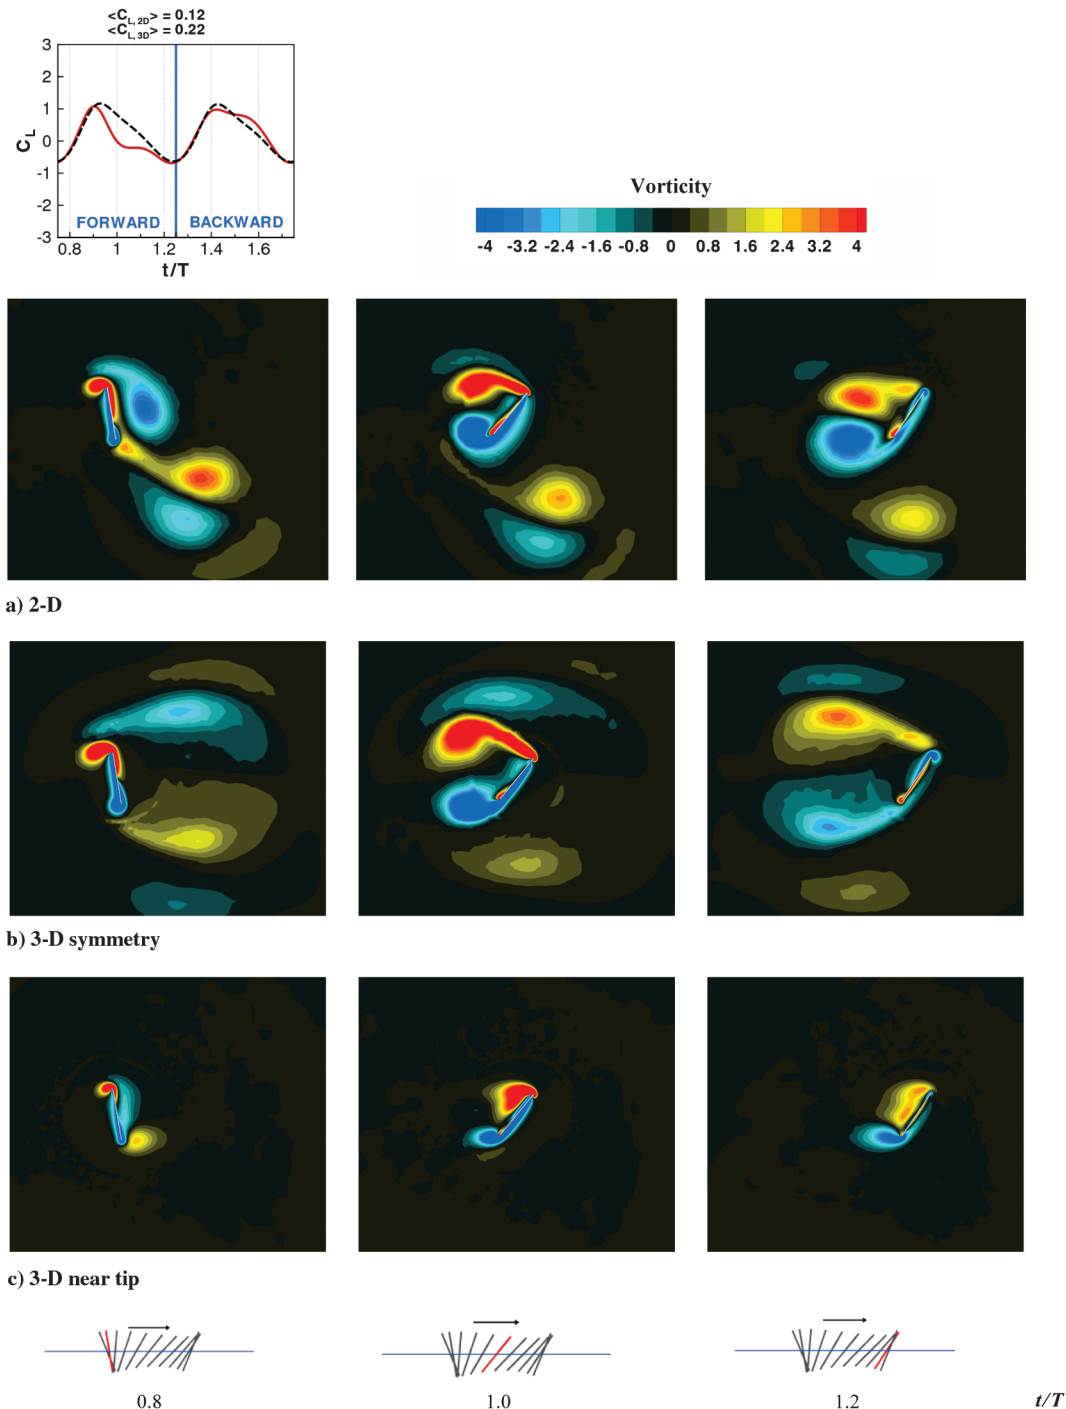 <C_L,2D> = 0.12
<C_L,3D> = 0.22
3
2
1
0
-1
-2
-3
C_L
FORWARD BACKWARD
0.8 1 1.2 1.4 1.6
t/T
Vorticity
-4 -3.2 -2.4 -1.6 -0.8 0 0.8 1.6 2.4 3.2 4
a) 2-D
b) 3-D symmetry
c) 3-D near tip
0.8 1.0 1.2 t/T